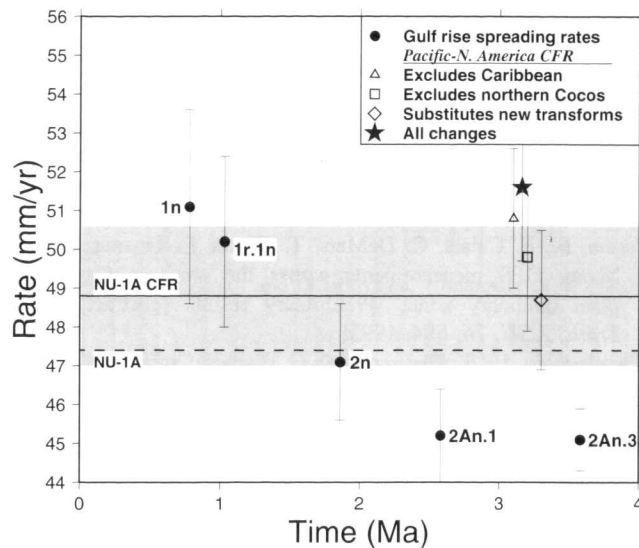 56
55
54
53
52
51
50
49
48
47
46
45
44
Rate (mm/yr)
Gulf rise spreading rates
Pacific-N. America CFR
Excludes Caribbean
Excludes northern Cocos
Substitutes new transforms
All changes
1n
1r.1n
NU-1A CFR
NU-1A
2n
2An.1
2An.3
0 1 2 3 4
Time (Ma)